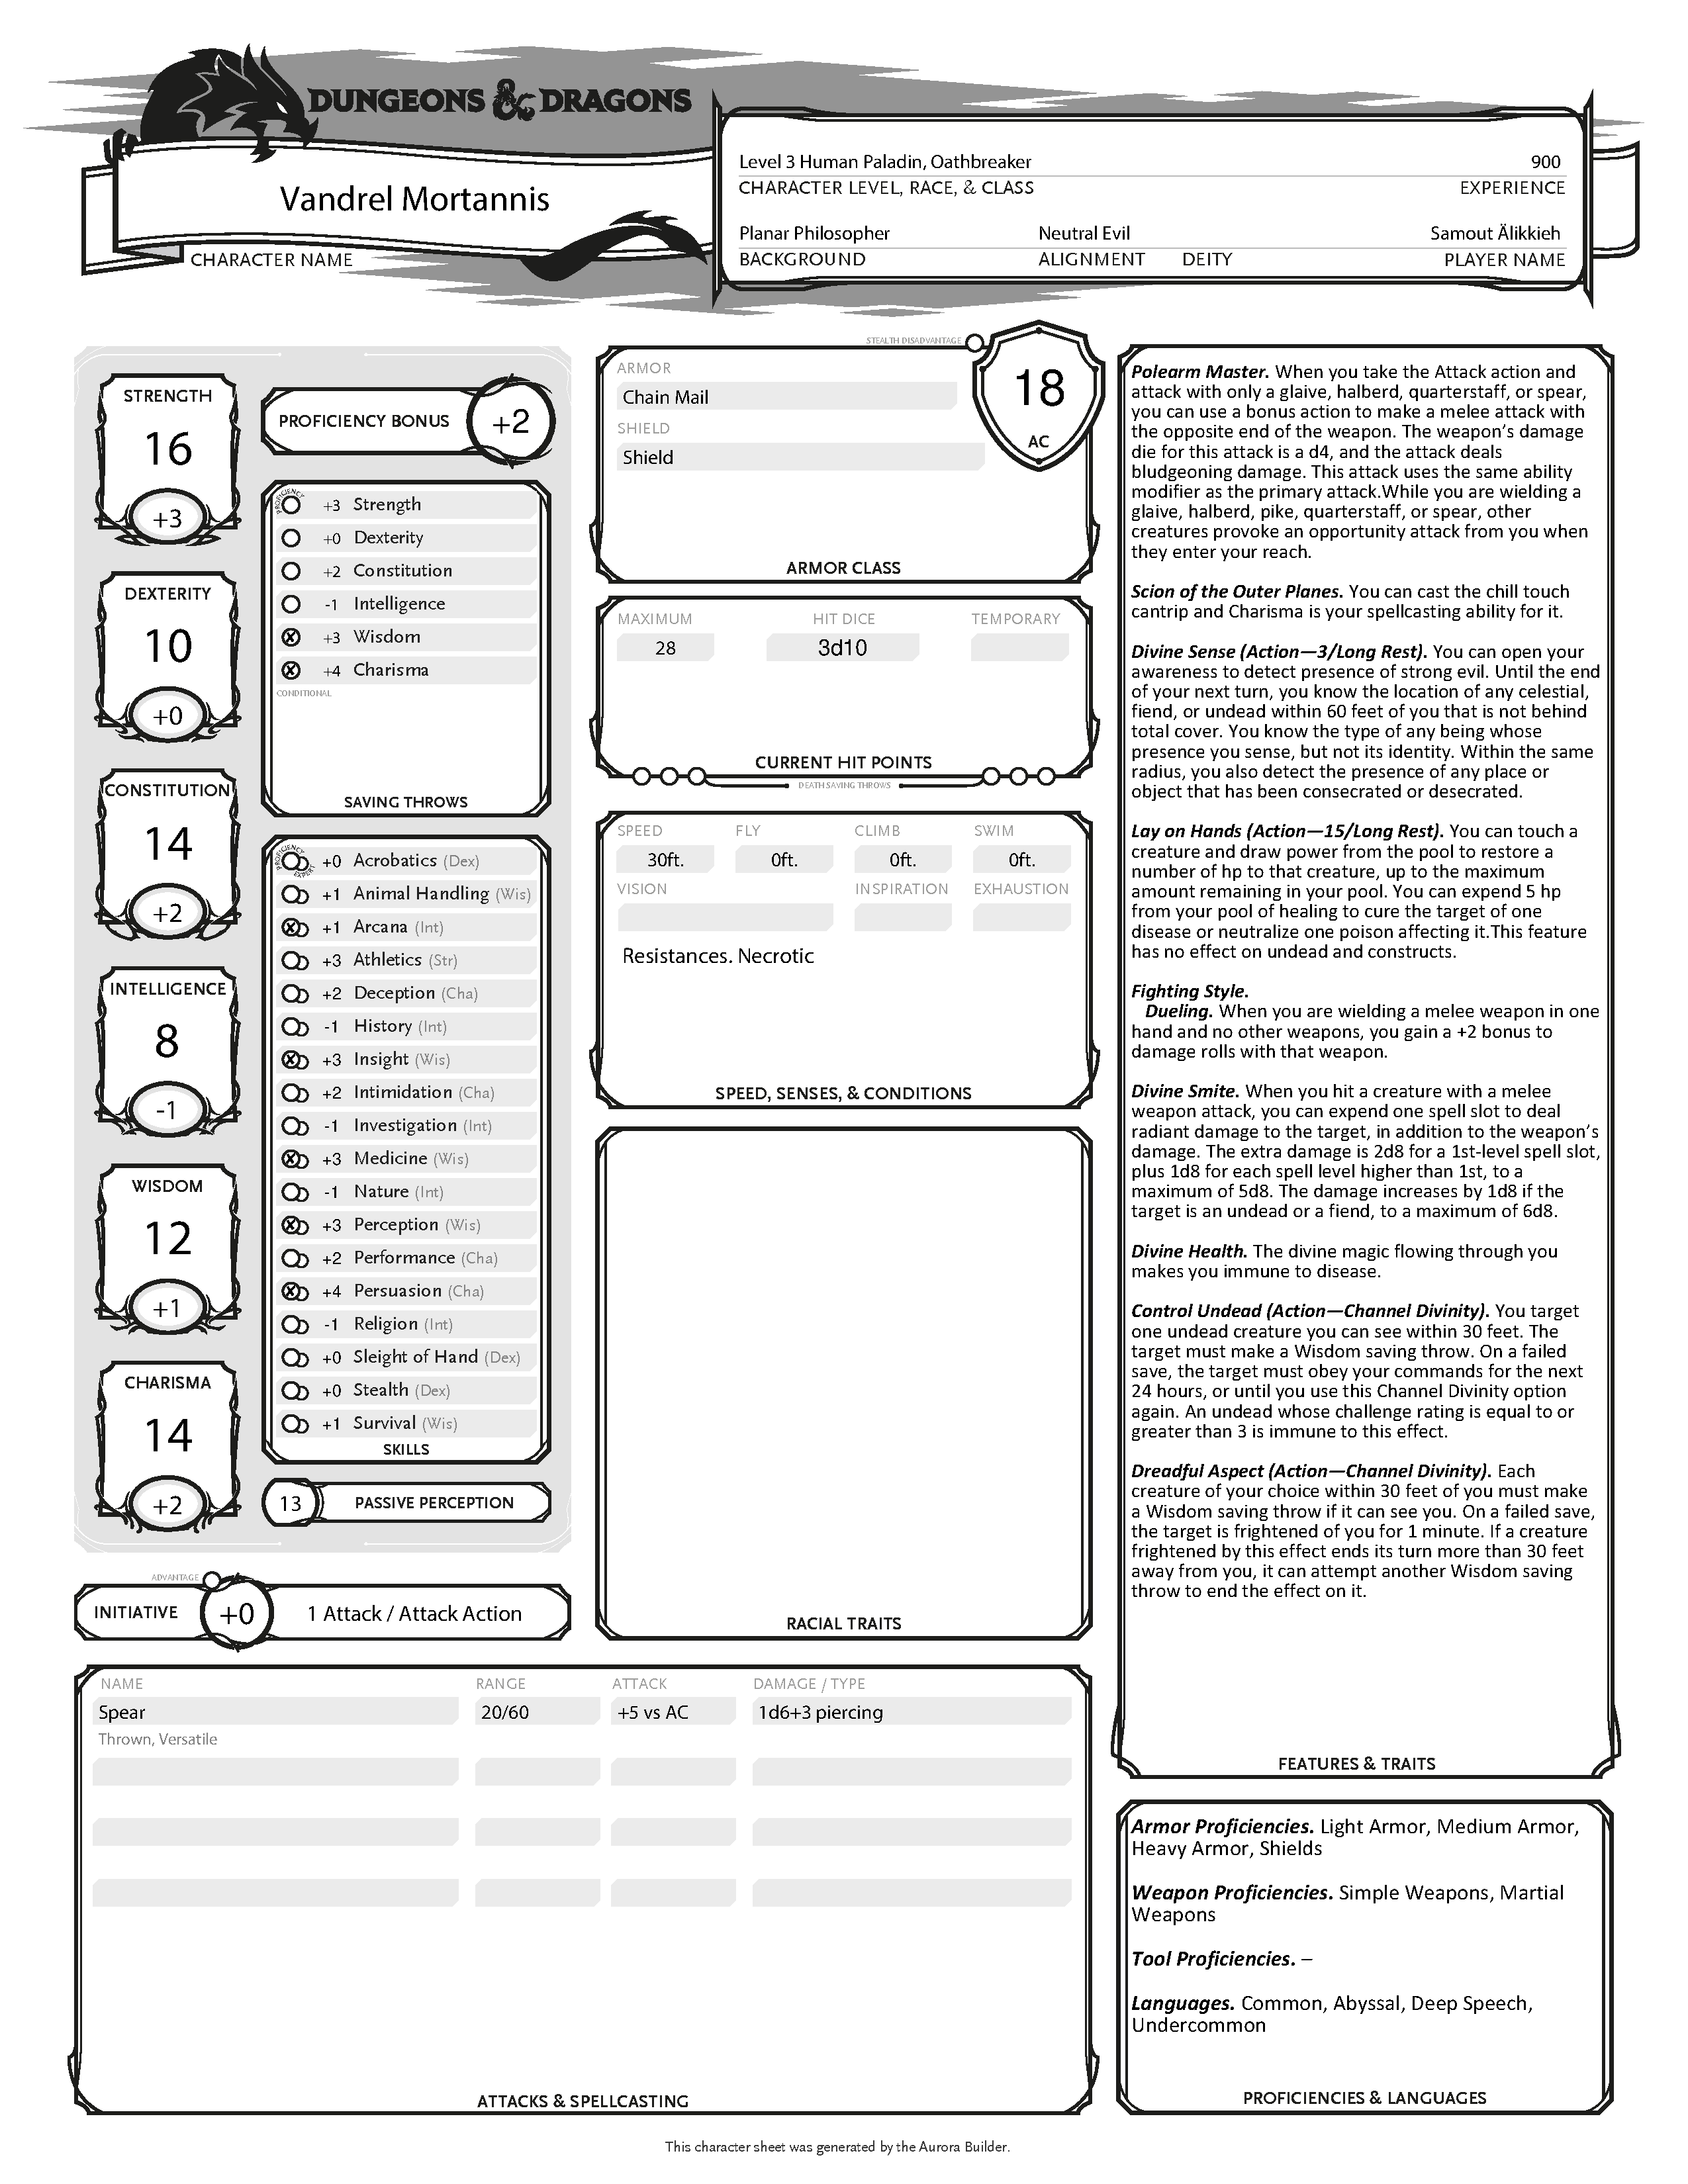 DUNGEONS & DRAGONS
Vandrel Mortannis
CHARACTER NAME
Level 3 Human Paladin, Oathbreaker 900
CHARACTER LEVEL, RACE, & CLASS EXPERIENCE
Planar Philosopher Neutral Evil Samout Älikkieh
BACKGROUND ALIGNMENT DEITY PLAYER NAME
STRENGTH
16
+3
DEXTERITY
10
+0
CONSTITUTION
14
+2
INTELLIGENCE
8
-1
WISDOM
12
+1
CHARISMA
14
+2
PROFICIENCY BONUS +2
PROFICIENCY
+3 Strength
+0 Dexterity
+2 Constitution
-1 Intelligence
+3 Wisdom
+4 Charisma
CONDITIONAL
SAVING THROWS
PROFICIENCY
EXPERT
+0 Acrobatics (Dex)
+1 Animal Handling (Wis)
+1 Arcana (Int)
+3 Athletics (Str)
+2 Deception (Cha)
-1 History (Int)
+3 Insight (Wis)
+2 Intimidation (Cha)
-1 Investigation (Int)
+3 Medicine (Wis)
-1 Nature (Int)
+3 Perception (Wis)
+2 Performance (Cha)
+4 Persuasion (Cha)
-1 Religion (Int)
+0 Sleight of Hand (Dex)
+0 Stealth (Dex)
+1 Survival (Wis)
SKILLS
13 PASSIVE PERCEPTION
ADVANTAGE
INITIATIVE +0 1 Attack / Attack Action
STEALTH DISADVANTAGE
ARMOR
Chain Mail
SHIELD
Shield
18
AC
ARMOR CLASS
MAXIMUM HIT DICE TEMPORARY
28 3d10
CURRENT HIT POINTS
DEATH SAVING THROWS
SPEED FLY CLIMB SWIM
30ft. 0ft. 0ft. 0ft.
VISION INSPIRATION EXHAUSTION
Resistances. Necrotic
SPEED, SENSES, & CONDITIONS
RACIAL TRAITS
NAME RANGE ATTACK DAMAGE / TYPE
Spear 20/60 +5 vs AC 1d6+3 piercing
Thrown, Versatile
ATTACKS & SPELLCASTING
Polearm Master. When you take the Attack action and
attack with only a glaive, halberd, quarterstaff, or spear,
you can use a bonus action to make a melee attack with
the opposite end of the weapon. The weapon's damage
die for this attack is a d4, and the attack deals
bludgeoning damage. This attack uses the same ability
modifier as the primary attack.While you are wielding a
glaive, halberd, pike, quarterstaff, or spear, other
creatures provoke an opportunity attack from you when
they enter your reach.
Scion of the Outer Planes. You can cast the chill touch
cantrip and Charisma is your spellcasting ability for it.
Divine Sense (Action—3/Long Rest). You can open your
awareness to detect presence of strong evil. Until the end
of your next turn, you know the location of any celestial,
fiend, or undead within 60 feet of you that is not behind
total cover. You know the type of any being whose
presence you sense, but not its identity. Within the same
radius, you also detect the presence of any place or
object that has been consecrated or desecrated.
Lay on Hands (Action—15/Long Rest). You can touch a
creature and draw power from the pool to restore a
number of hp to that creature, up to the maximum
amount remaining in your pool. You can expend 5 hp
from your pool of healing to cure the target of one
disease or neutralize one poison affecting it.This feature
has no effect on undead and constructs.
Fighting Style.
Dueling. When you are wielding a melee weapon in one
hand and no other weapons, you gain a +2 bonus to
damage rolls with that weapon.
Divine Smite. When you hit a creature with a melee
weapon attack, you can expend one spell slot to deal
radiant damage to the target, in addition to the weapon's
damage. The extra damage is 2d8 for a 1st-level spell slot,
plus 1d8 for each spell level higher than 1st, to a
maximum of 5d8. The damage increases by 1d8 if the
target is an undead or a fiend, to a maximum of 6d8.
Divine Health. The divine magic flowing through you
makes you immune to disease.
Control Undead (Action—Channel Divinity). You target
one undead creature you can see within 30 feet. The
target must make a Wisdom saving throw. On a failed
save, the target must obey your commands for the next
24 hours, or until you use this Channel Divinity option
again. An undead whose challenge rating is equal to or
greater than 3 is immune to this effect.
Dreadful Aspect (Action—Channel Divinity). Each
creature of your choice within 30 feet of you must make
a Wisdom saving throw if it can see you. On a failed save,
the target is frightened of you for 1 minute. If a creature
frightened by this effect ends its turn more than 30 feet
away from you, it can attempt another Wisdom saving
throw to end the effect on it.
FEATURES & TRAITS
Armor Proficiencies. Light Armor, Medium Armor,
Heavy Armor, Shields
Weapon Proficiencies. Simple Weapons, Martial
Weapons
Tool Proficiencies. –
Languages. Common, Abyssal, Deep Speech,
Undercommon
PROFICIENCIES & LANGUAGES
This character sheet was generated by the Aurora Builder.